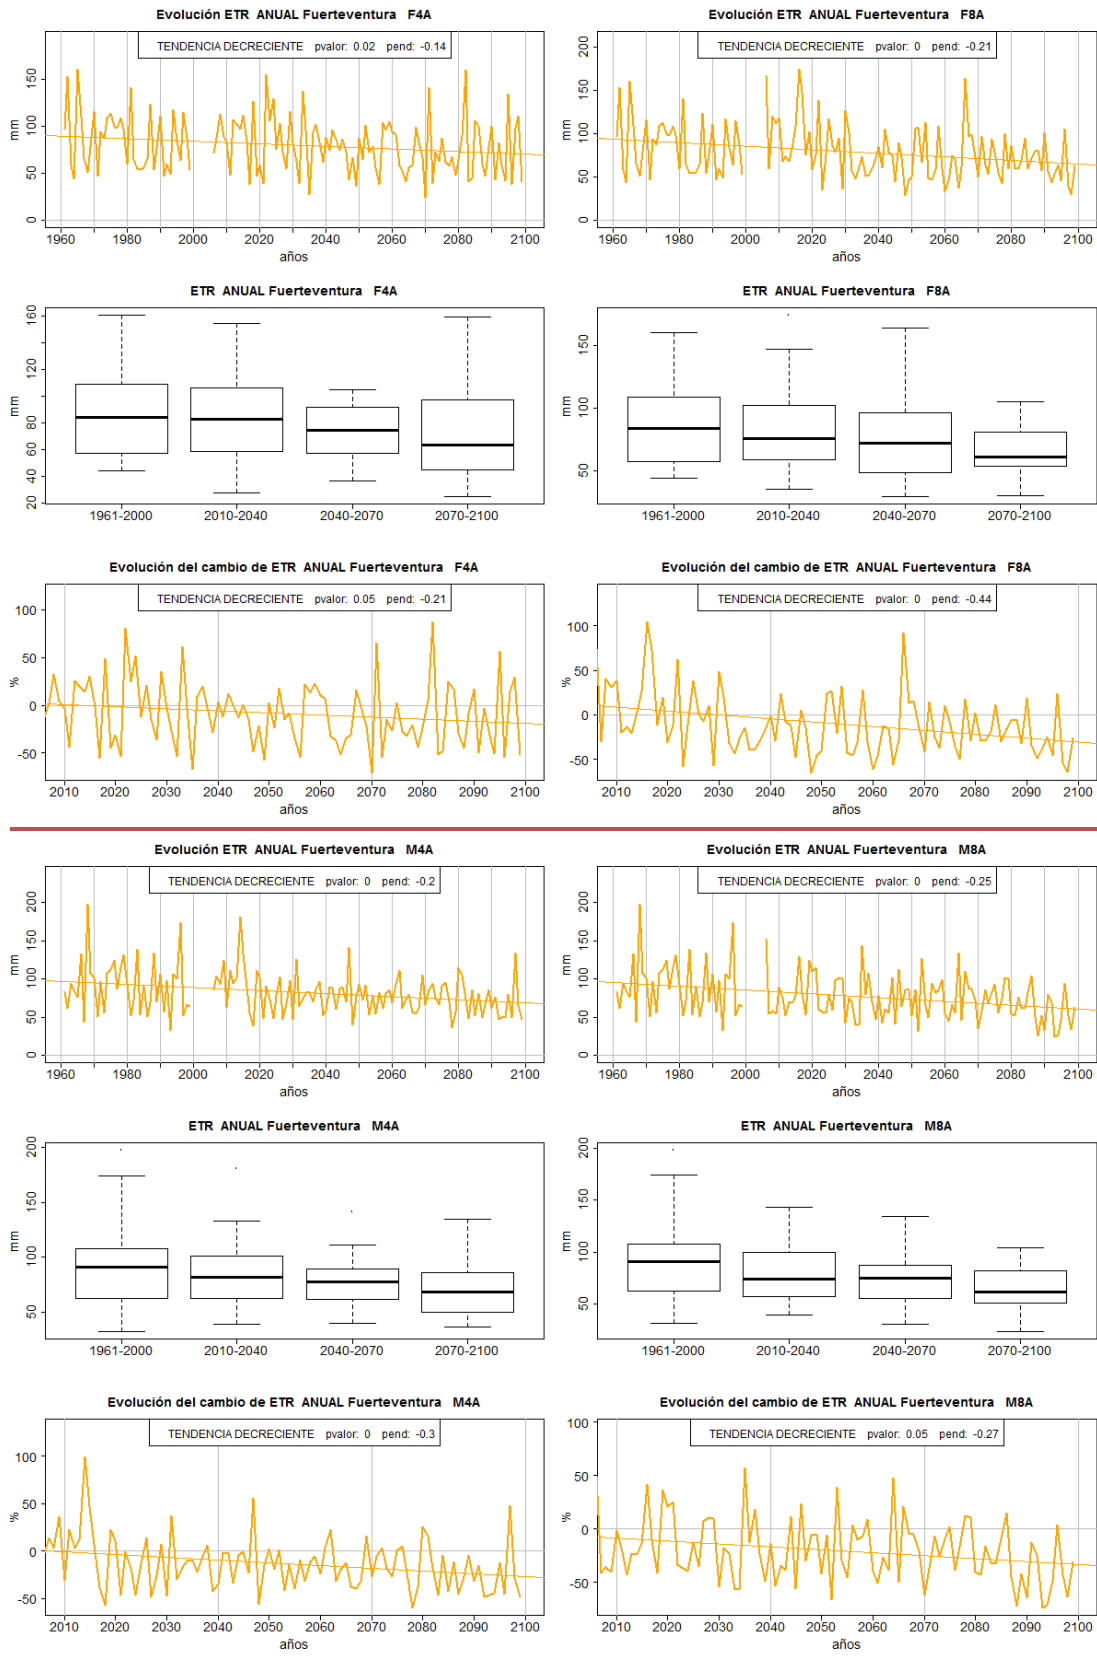 Evolución ETR ANUAL Fuerteventura F4A
TENDENCIA DECRECIENTE pvalor: 0.02 pend: -0.14
mm
0 50 100 150
1960 1980 2000 2020 2040 2060 2080 2100
años
Evolución ETR ANUAL Fuerteventura F8A
TENDENCIA DECRECIENTE pvalor: 0 pend: -0.21
mm
0 50 100 150 200
1960 1980 2000 2020 2040 2060 2080 2100
años
ETR ANUAL Fuerteventura F4A
mm
20 40 60 80 120 160
1961-2000 2010-2040 2040-2070 2070-2100
ETR ANUAL Fuerteventura F8A
mm
50 100 150
1961-2000 2010-2040 2040-2070 2070-2100
Evolución del cambio de ETR ANUAL Fuerteventura F4A
TENDENCIA DECRECIENTE pvalor: 0.05 pend: -0.21
%
100
50
0
-50
2010 2020 2030 2040 2050 2060 2070 2080 2090 2100
años
Evolución del cambio de ETR ANUAL Fuerteventura F8A
TENDENCIA DECRECIENTE pvalor: 0 pend: -0.44
%
100
50
0
-50
2010 2020 2030 2040 2050 2060 2070 2080 2090 2100
años
Evolución ETR ANUAL Fuerteventura M4A
TENDENCIA DECRECIENTE pvalor: 0 pend: -0.2
mm
0 50 100 150 200
1960 1980 2000 2020 2040 2060 2080 2100
años
Evolución ETR ANUAL Fuerteventura M8A
TENDENCIA DECRECIENTE pvalor: 0 pend: -0.25
mm
0 50 100 150 200
1960 1980 2000 2020 2040 2060 2080 2100
años
ETR ANUAL Fuerteventura M4A
mm
50 100 150 200
1961-2000 2010-2040 2040-2070 2070-2100
ETR ANUAL Fuerteventura M8A
mm
50 100 150 200
1961-2000 2010-2040 2040-2070 2070-2100
Evolución del cambio de ETR ANUAL Fuerteventura M4A
TENDENCIA DECRECIENTE pvalor: 0 pend: -0.3
%
100
50
0
-50
2010 2020 2030 2040 2050 2060 2070 2080 2090 2100
años
Evolución del cambio de ETR ANUAL Fuerteventura M8A
TENDENCIA DECRECIENTE pvalor: 0.05 pend: -0.27
%
100
50
0
-50
2010 2020 2030 2040 2050 2060 2070 2080 2090 2100
años